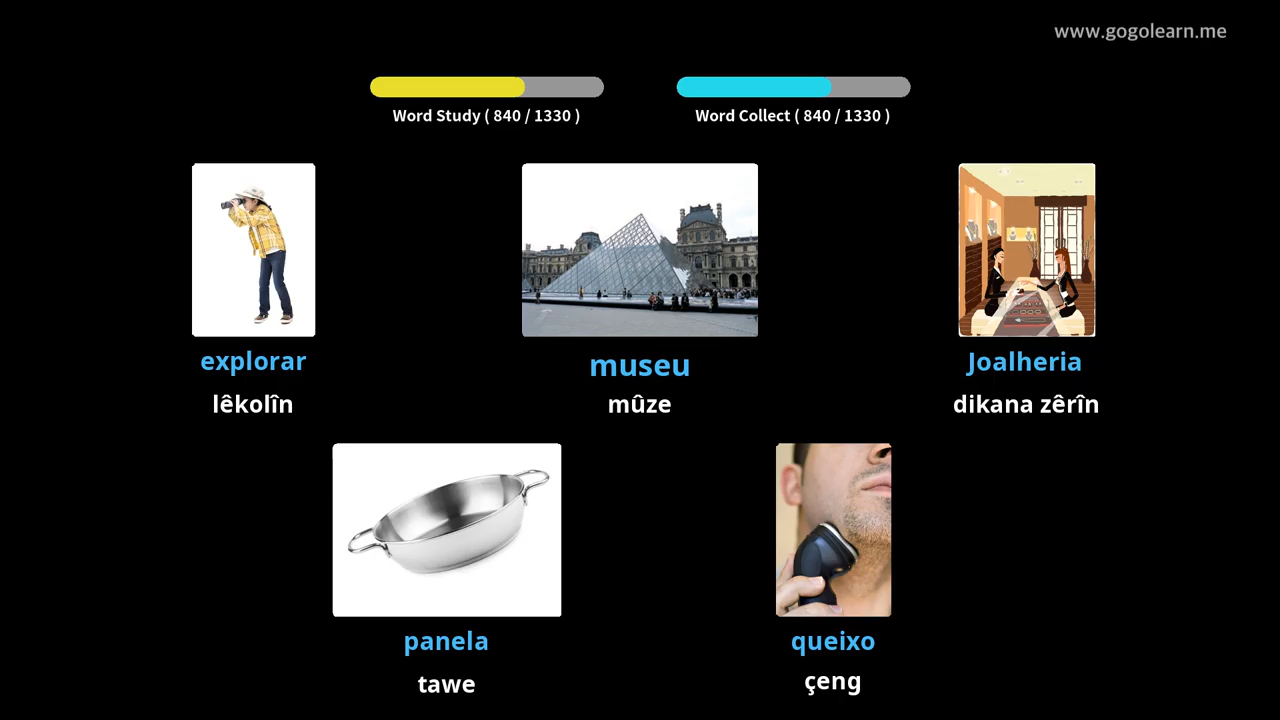 www.gogolearn.me
Word Study ( 840 / 1330 )
Word Collect ( 840 / 1330 )
explorar
lêkolîn
museu
mûze
Joalheria
dikana zêrîn
panela
tawe
queixo
çeng